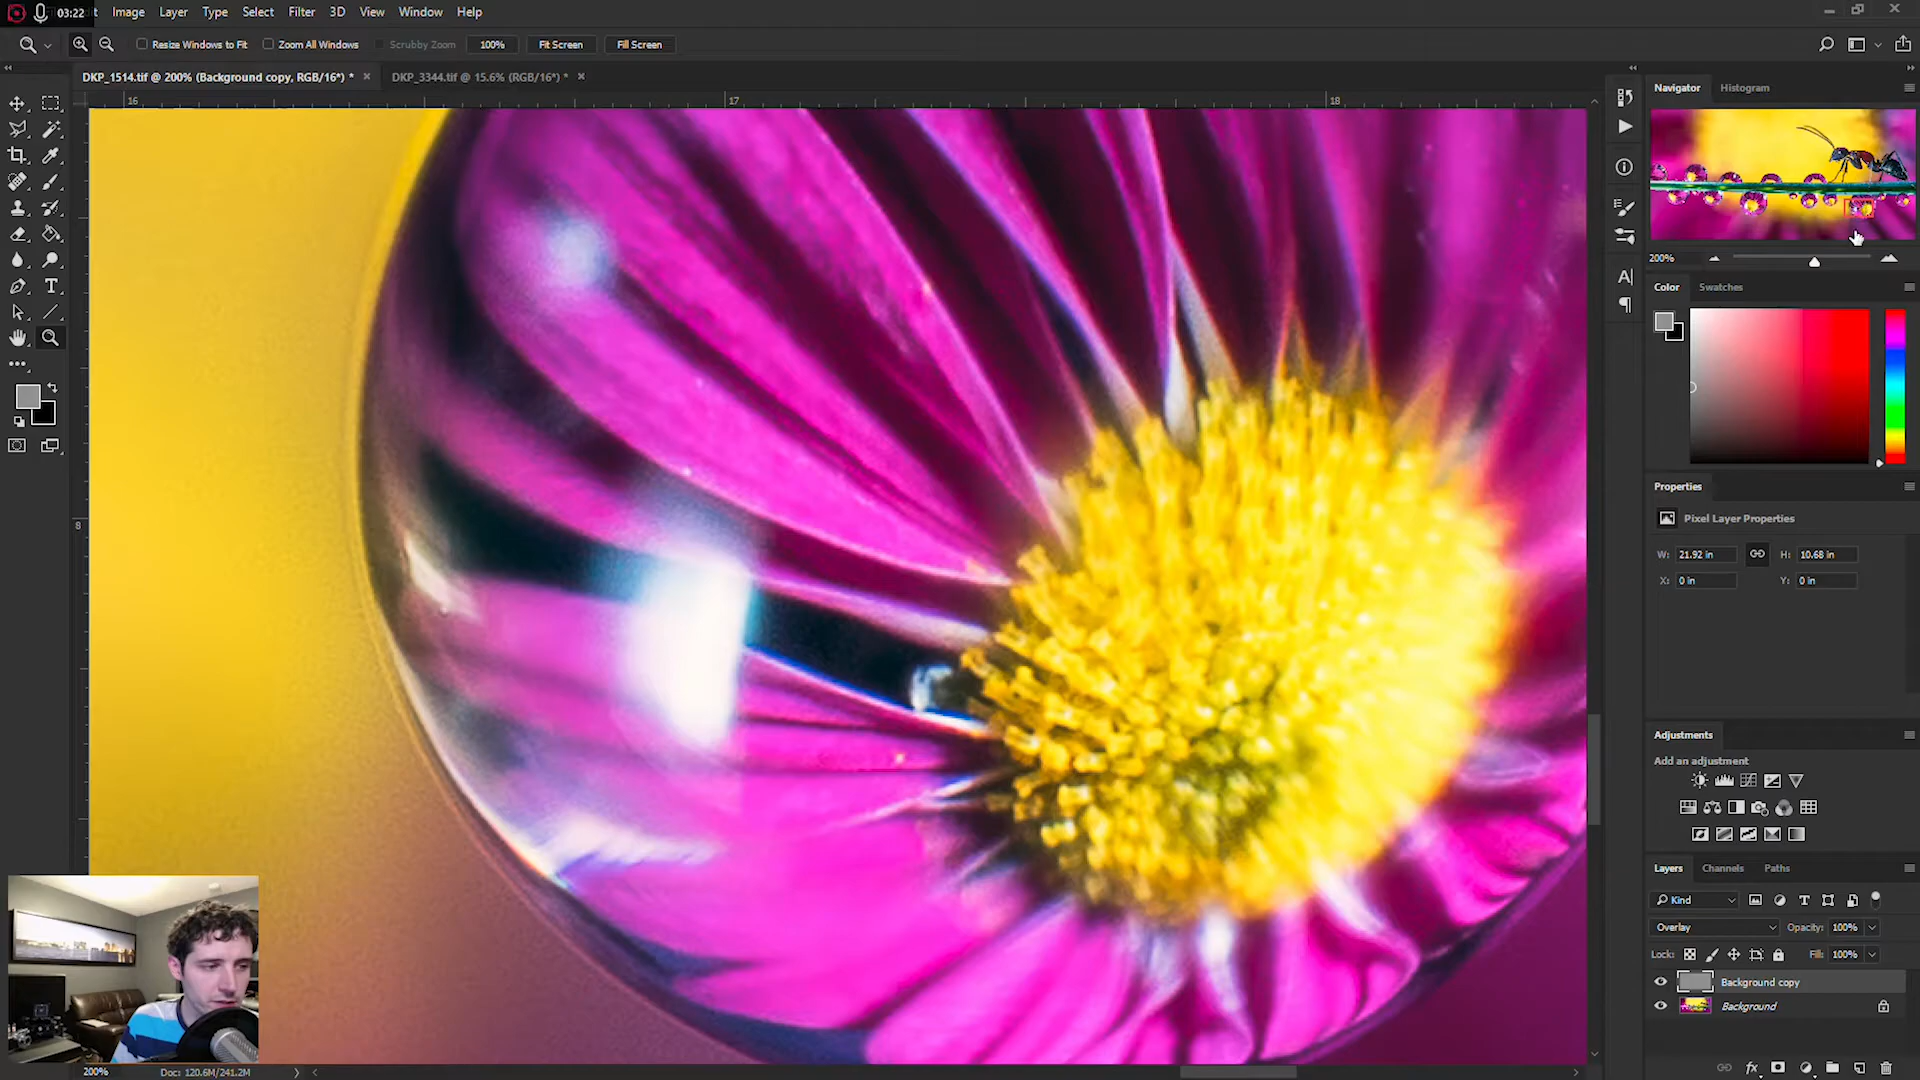 03:22
Image Layer Type Select Filter 3D View Window Help
Resize Windows to Fit Zoom All Windows Scrubby Zoom 100% Fit Screen Fill Screen
DKP_1514.tif @ 200% (Background copy, RGB/16*) * DKP_3344.tif @ 15.6% (RGB/16*) *
16 17 18
9
Navigator Histogram
200%
Color Swatches
Properties
Pixel Layer Properties
W: 21.92 in H: 10.68 in
X: 0 in Y: 0 in
Adjustments
Add an adjustment
Layers Channels Paths
Kind
Overlay Opacity: 100%
Lock: Fill: 100%
Background copy
Background
200% Doc: 120.6M/241.2M